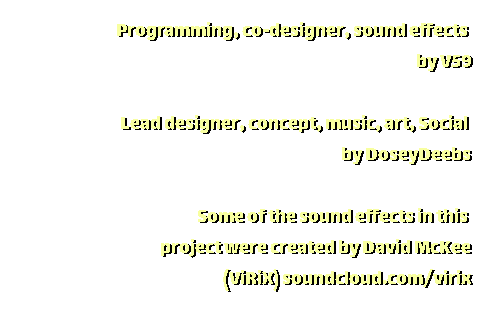 Programming, co-designer, sound effects
by V59
Lead designer, concept, music, art, Social
by DoseyDeebs
Some of the sound effects in this
project were created by David McKee
(ViRiX) soundcloud.com/virix